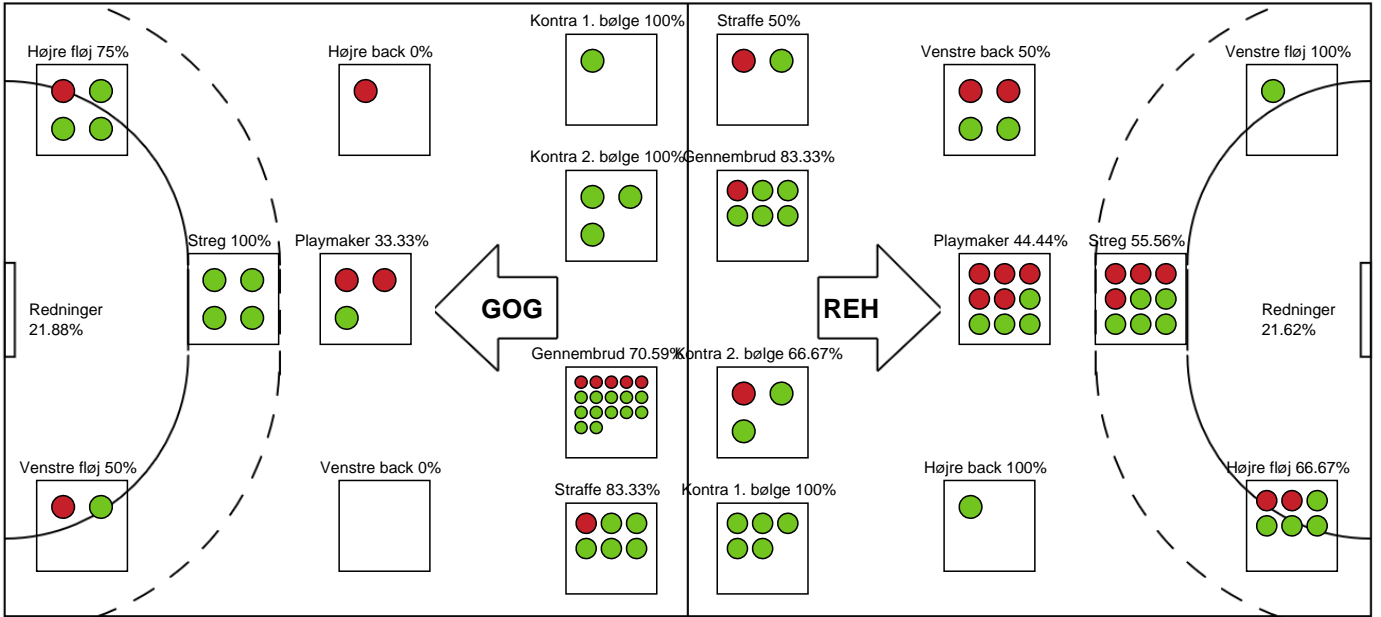 Kontra 1. bølge 100%
Straffe 50%
Højre fløj 75%
Højre back 0%
Venstre back 50%
Venstre fløj 100%
Kontra 2. bølge 100%
Gennembrud 83.33%
Streg 100%
Playmaker 33.33%
Playmaker 44.44%
Streg 55.56%
Redninger
21.88%
GOG
REH
Redninger
21.62%
Gennembrud 70.59%
Kontra 2. bølge 66.67%
Venstre fløj 50%
Venstre back 0%
Straffe 83.33%
Kontra 1. bølge 100%
Højre back 100%
Højre fløj 66.67%